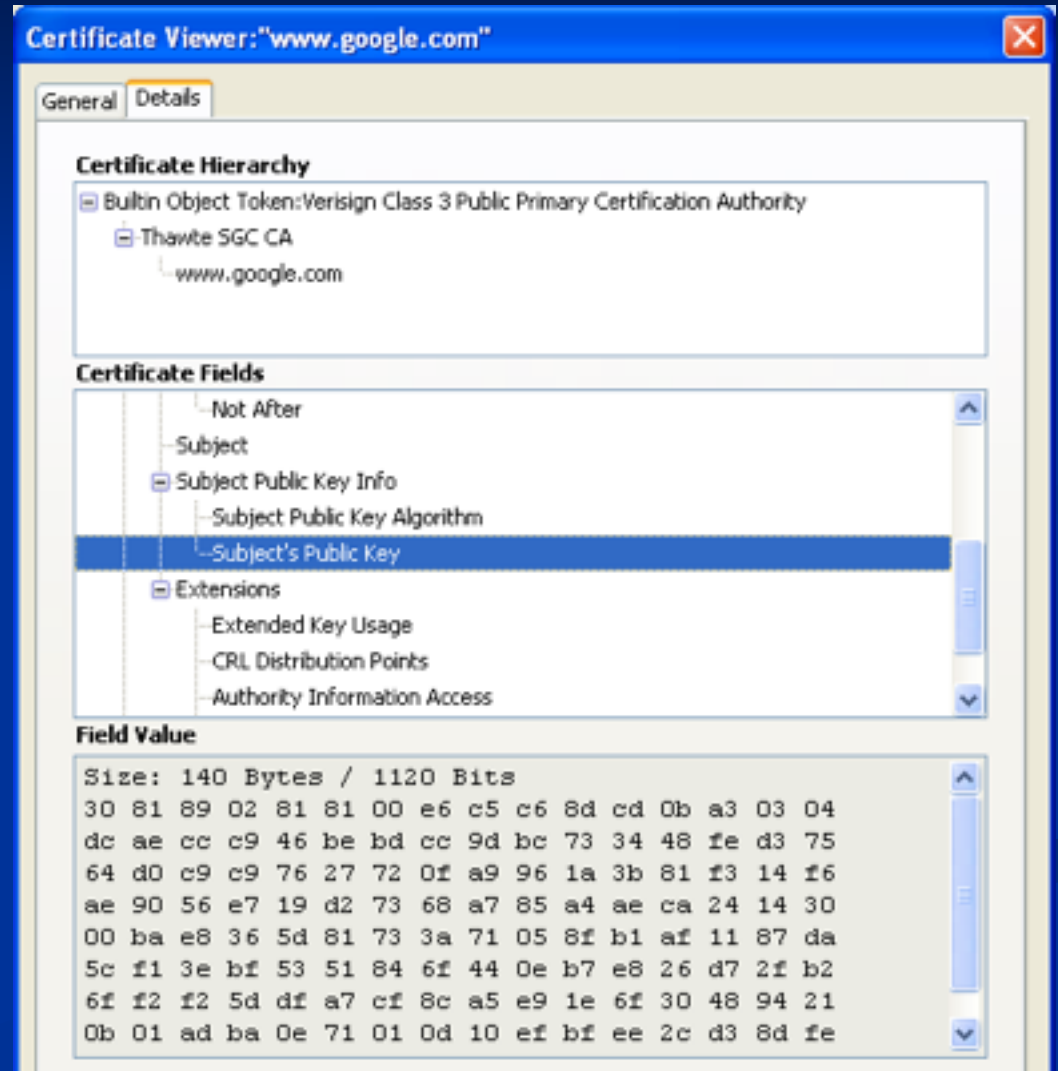 Certificate Viewer:"www.google.com"
General Details
Certificate Hierarchy
Builtin Object Token:Verisign Class 3 Public Primary Certification Authority
Thawte SGC CA
www.google.com
Certificate Fields
Not After
Subject
Subject Public Key Info
Subject Public Key Algorithm
Subject's Public Key
Extensions
Extended Key Usage
CRL Distribution Points
Authority Information Access
Field Value
Size: 140 Bytes / 1120 Bits
30 81 89 02 81 81 00 e6 c5 c6 8d cd 0b a3 03 04
dc ae cc c9 46 be bd cc 9d bc 73 34 48 fe d3 75
64 d0 c9 c9 76 27 72 0f a9 96 1a 3b 81 f3 14 f6
ae 90 56 e7 19 d2 73 68 a7 85 a4 ae ca 24 14 30
00 ba e8 36 5d 81 73 3a 71 05 8f b1 af 11 87 da
5c f1 3e bf 53 51 84 6f 44 0e b7 e8 26 d7 2f b2
6f f2 f2 5d df a7 cf 8c a5 e9 1e 6f 30 48 94 21
0b 01 ad ba 0e 71 01 0d 10 ef bf ee 2c d3 8d fe